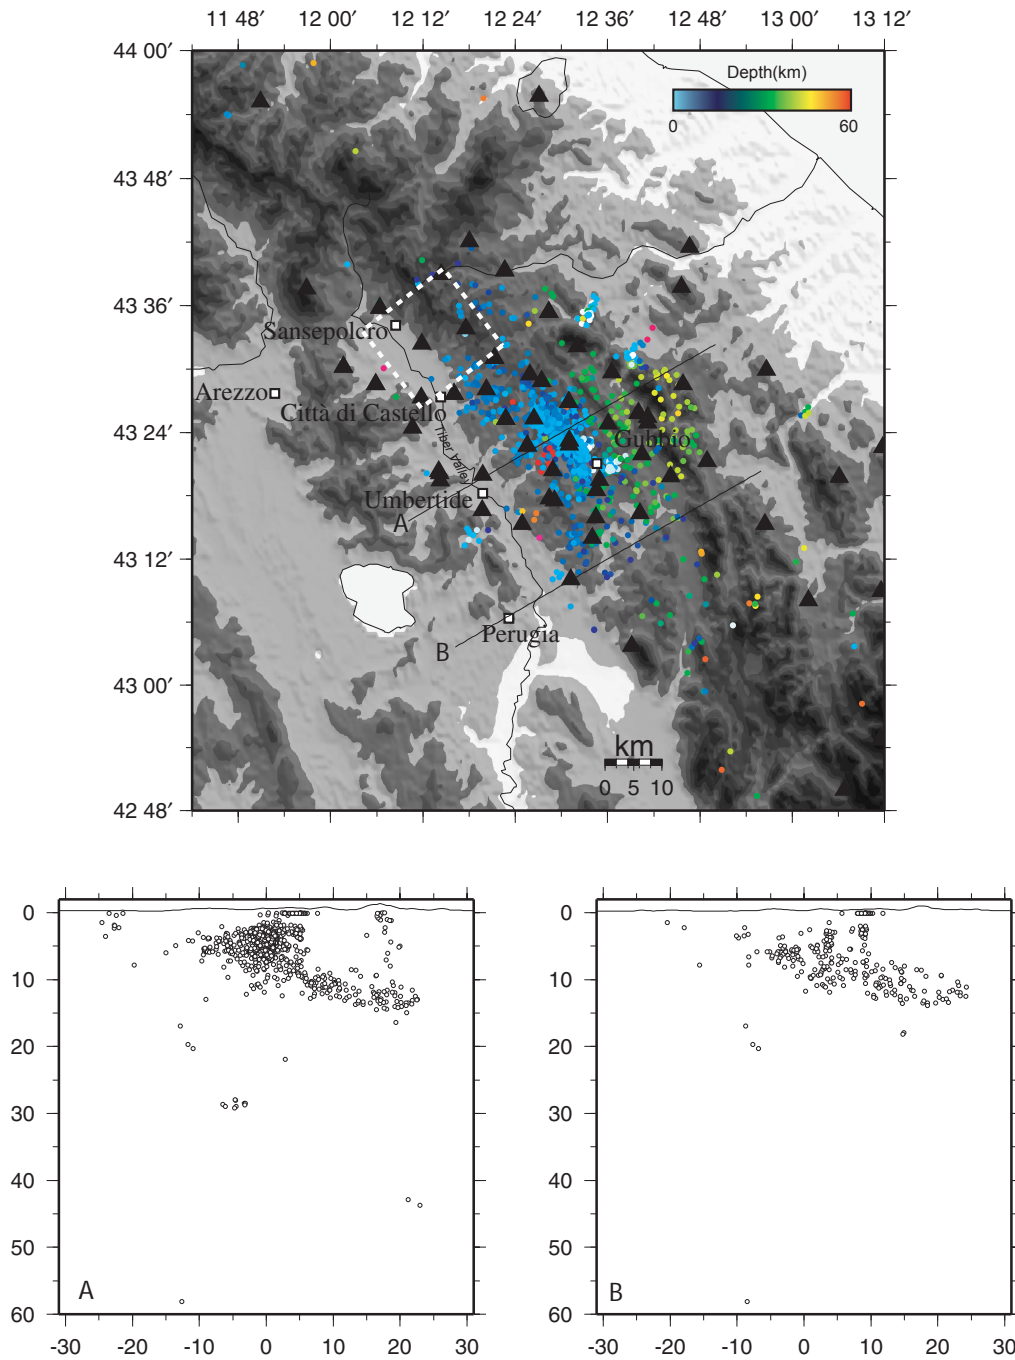 11 48′ 12 00′ 12 12′ 12 24′ 12 36′ 12 48′ 13 00′ 13 12′
44 00′
Depth(km)
0 60
43 48′
43 36′
Sansepolcro
Arezzo
Città di Castello
43 24′
Tiber Valley
Gubbio
Umbertide
A
43 12′
Perugia
B
43 00′
km
0 5 10
42 48′
0
10
20
30
40
50
60
A
-30 -20 -10 0 10 20 30
0
10
20
30
40
50
60
B
-30 -20 -10 0 10 20 30